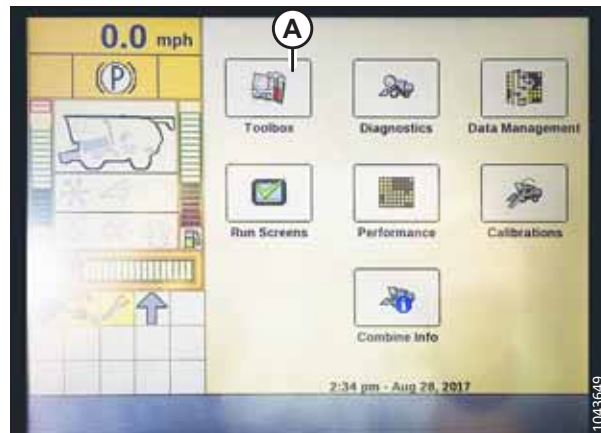 0.0 mph
A
(P)
Toolbox
Diagnostics
Data Management
Run Screens
Performance
Calibrations
Combine Info
2:34 pm - Aug 28, 2017
1043649